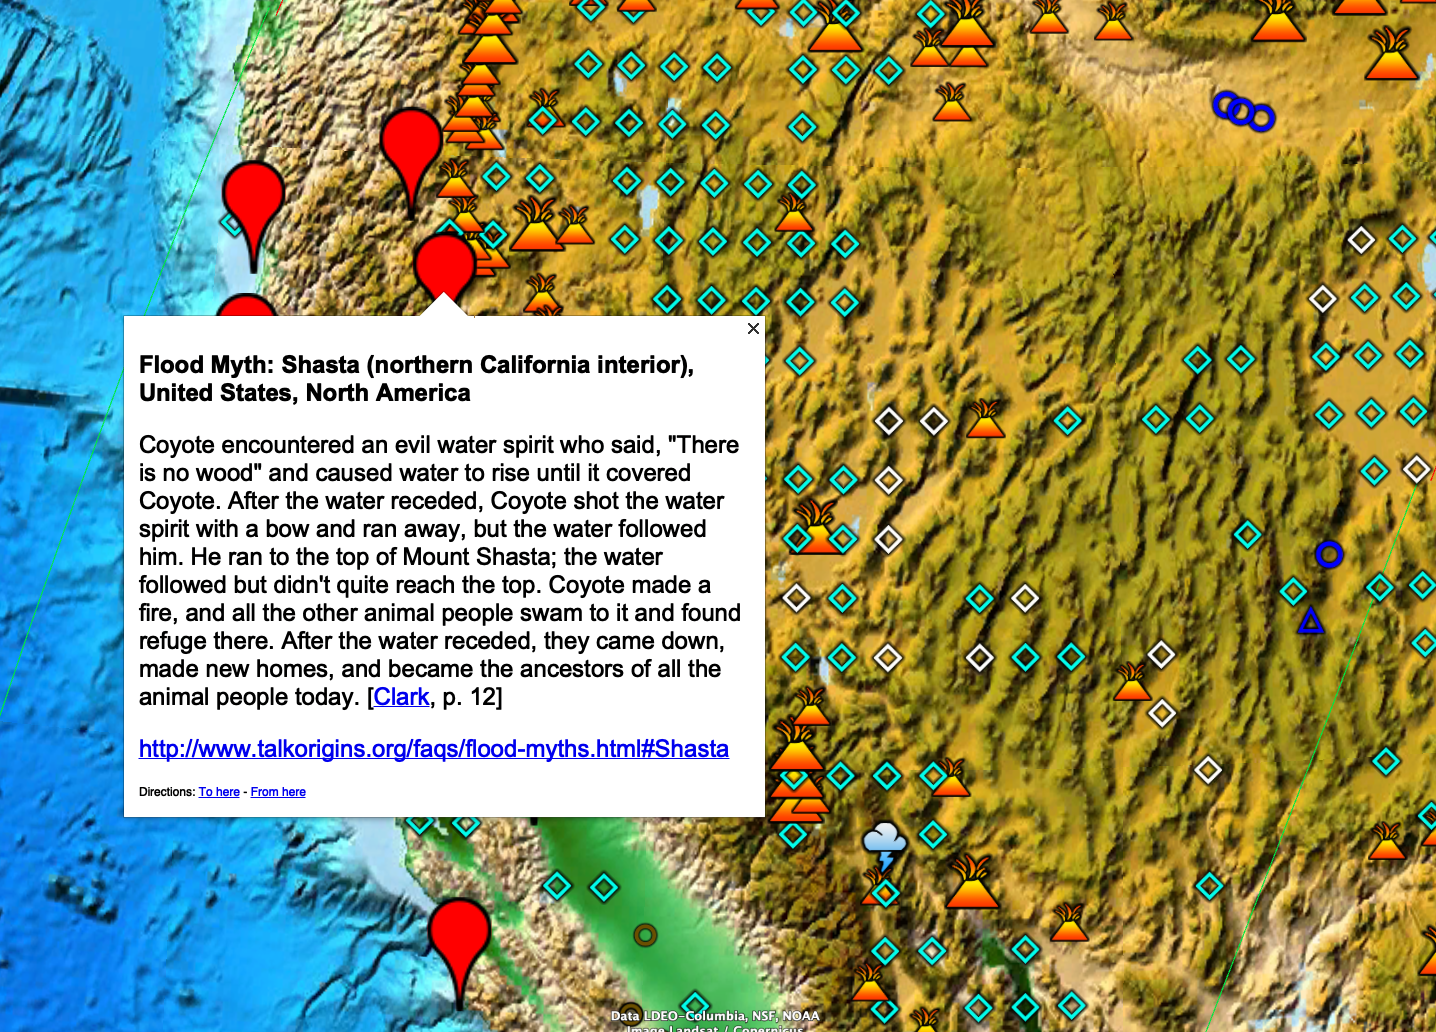 Flood Myth: Shasta (northern California interior),
United States, North America
Coyote encountered an evil water spirit who said, "There
is no wood" and caused water to rise until it covered
Coyote. After the water receded, Coyote shot the water
spirit with a bow and ran away, but the water followed
him. He ran to the top of Mount Shasta; the water
followed but didn't quite reach the top. Coyote made a
fire, and all the other animal people swam to it and found
refuge there. After the water receded, they came down,
made new homes, and became the ancestors of all the
animal people today. [Clark, p. 12]
http://www.talkorigins.org/faqs/flood-myths.html#Shasta
Directions: To here - From here
Data LDEO-Columbia, NSF, NOAA
Image Landsat / Copernicus